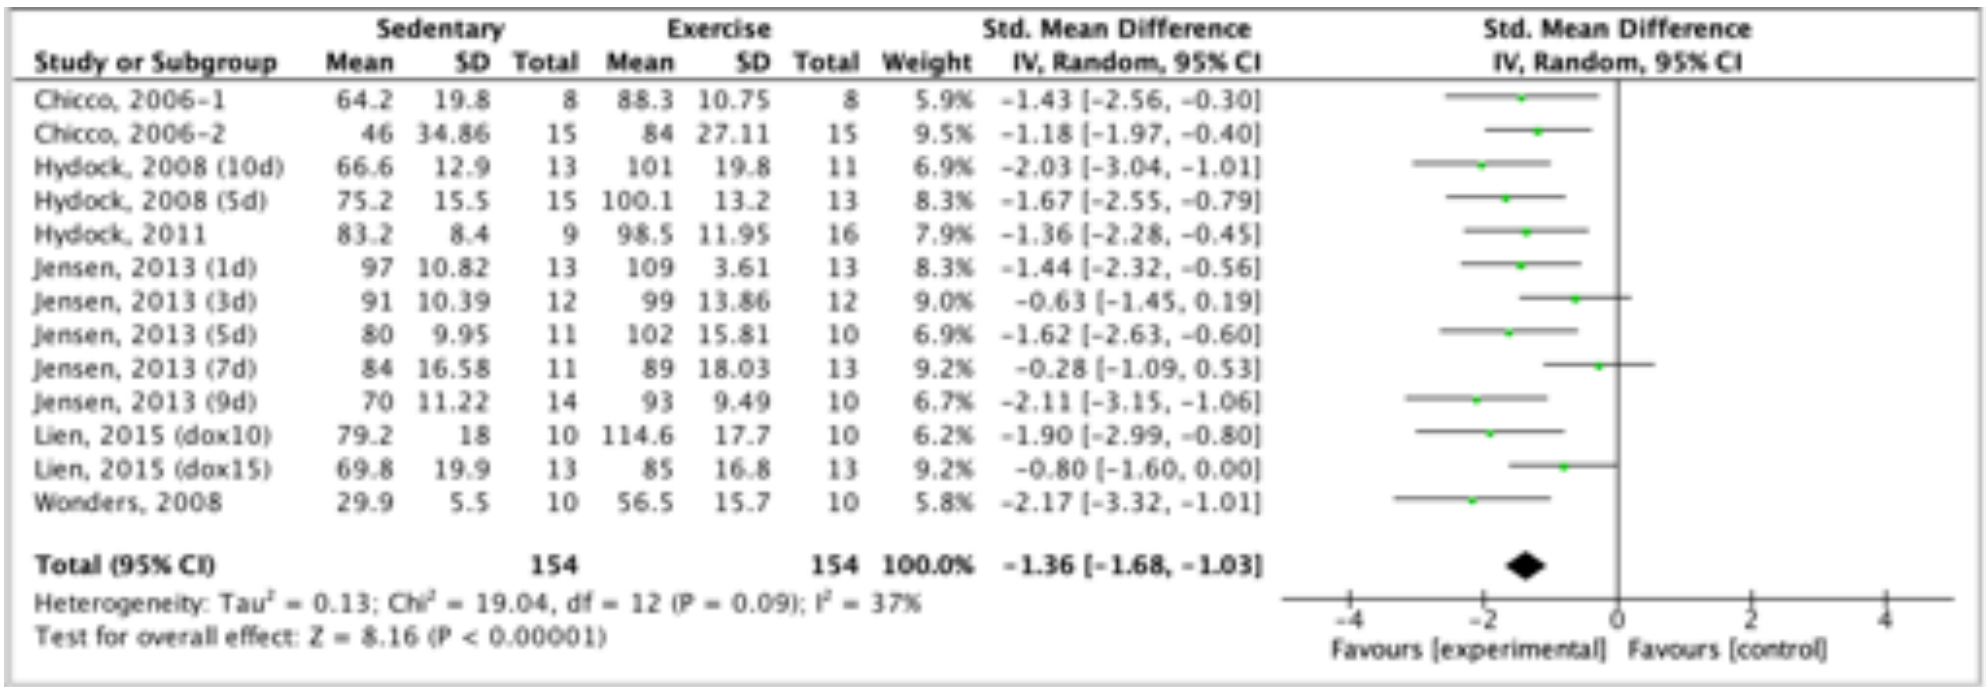 Sedentary Exercise Std. Mean Difference Std. Mean Difference
Study or Subgroup Mean SD Total Mean SD Total Weight IV, Random, 95% CI IV, Random, 95% CI
Chicco, 2006-1 64.2 19.8 8 88.3 10.75 8 5.9% -1.43 [-2.56, -0.30]
Chicco, 2006-2 46 34.86 15 84 27.11 15 9.5% -1.18 [-1.97, -0.40]
Hydock, 2008 (10d) 66.6 12.9 13 101 19.8 11 6.9% -2.03 [-3.04, -1.01]
Hydock, 2008 (5d) 75.2 15.5 15 100.1 13.2 13 8.3% -1.67 [-2.55, -0.79]
Hydock, 2011 83.2 8.4 9 98.5 11.95 16 7.9% -1.36 [-2.28, -0.45]
Jensen, 2013 (1d) 97 10.82 13 109 3.61 13 8.3% -1.44 [-2.32, -0.56]
Jensen, 2013 (3d) 91 10.39 12 99 13.86 12 9.0% -0.63 [-1.45, 0.19]
Jensen, 2013 (5d) 80 9.95 11 102 15.81 10 6.9% -1.62 [-2.63, -0.60]
Jensen, 2013 (7d) 84 16.58 11 89 18.03 13 9.2% -0.28 [-1.09, 0.53]
Jensen, 2013 (9d) 70 11.22 14 93 9.49 10 6.7% -2.11 [-3.15, -1.06]
Lien, 2015 (dox10) 79.2 18 10 114.6 17.7 10 6.2% -1.90 [-2.99, -0.80]
Lien, 2015 (dox15) 69.8 19.9 13 85 16.8 13 9.2% -0.80 [-1.60, 0.00]
Wonders, 2008 29.9 5.5 10 56.5 15.7 10 5.8% -2.17 [-3.32, -1.01]
Total (95% CI) 154 154 100.0% -1.36 [-1.68, -1.03]
Heterogeneity: Tau² = 0.13; Chi² = 19.04, df = 12 (P = 0.09); I² = 37%
Test for overall effect: Z = 8.16 (P < 0.00001)
-4 -2 0 2 4
Favours [experimental] Favours [control]